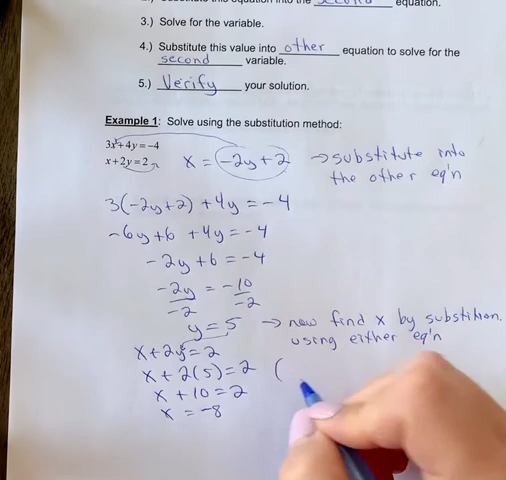 equation.
3.) Solve for the variable.
4.) Substitute this value into other equation to solve for the
second variable.
5.) Verify your solution.
Example 1: Solve using the substitution method:
3x + 4y = -4
x + 2y = 2
x = -2y + 2 → substitute into
the other eq'n
3(-2y+2) + 4y = -4
-6y + 6 + 4y = -4
-2y + 6 = -4
-2y = -10
-2 -2
y = 5 → now find x by substition.
using either eq'n
x + 2y = 2
x + 2(5) = 2 (
x + 10 = 2
x = -8